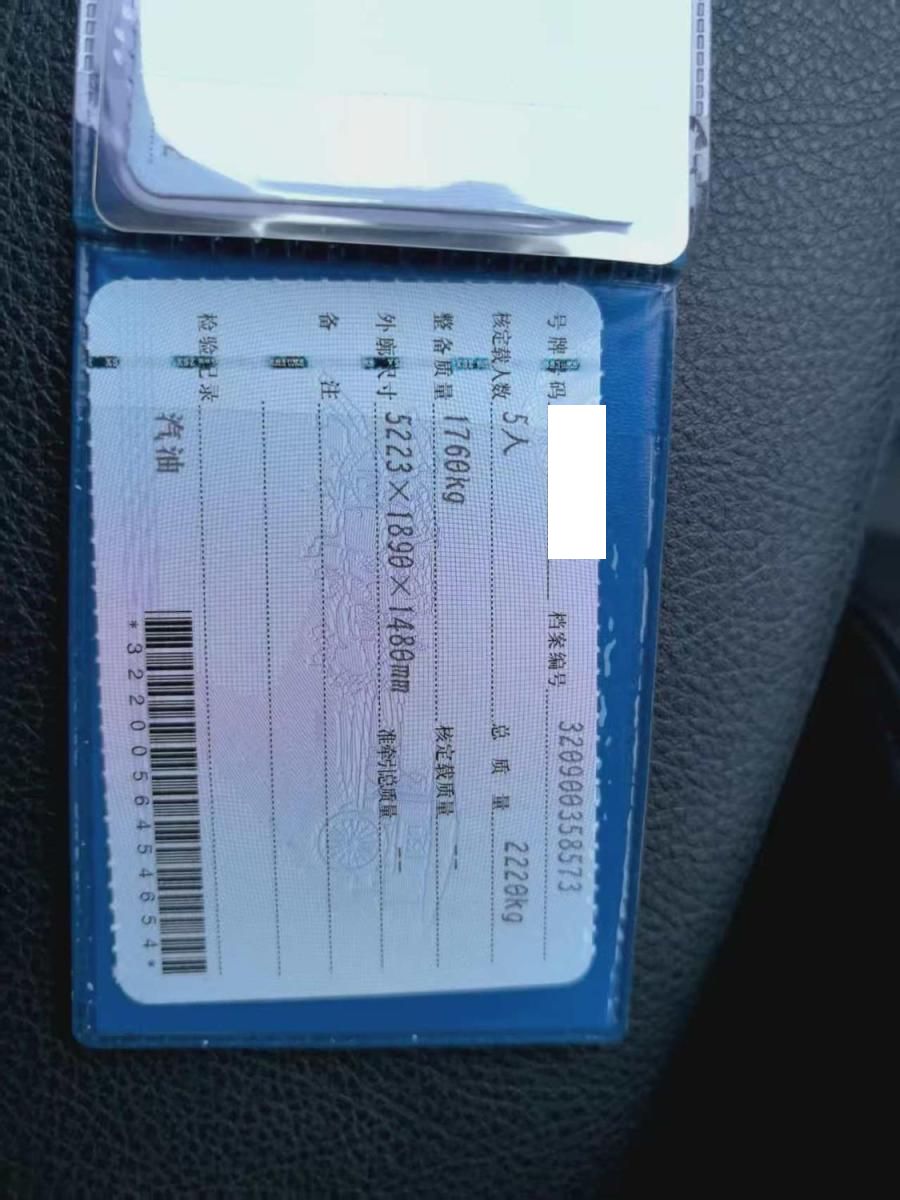 号牌号码 档案编号 320900358573
核定载人数 5人 总质量 2220kg
整备质量 1760kg 核定载质量 --
外廓尺寸 5223×1890×1480mm 准牵引总质量 --
备注
检验记录
汽油
*3220056454654*